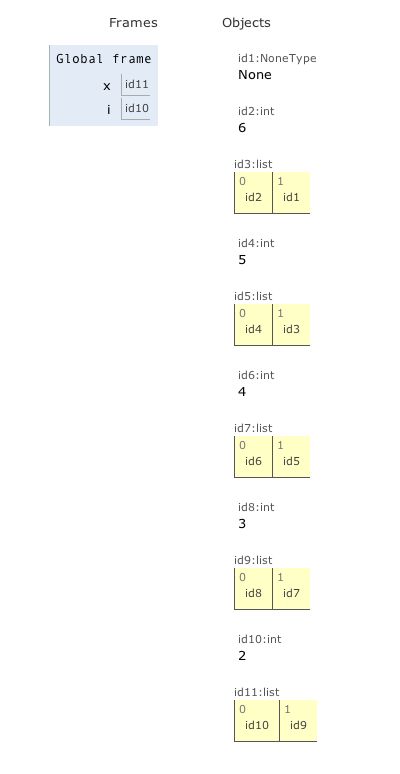 Frames Objects
Global frame
x id11
i id10
id1:NoneType
None
id2:int
6
id3:list
0 1
id2 id1
id4:int
5
id5:list
0 1
id4 id3
id6:int
4
id7:list
0 1
id6 id5
id8:int
3
id9:list
0 1
id8 id7
id10:int
2
id11:list
0 1
id10 id9